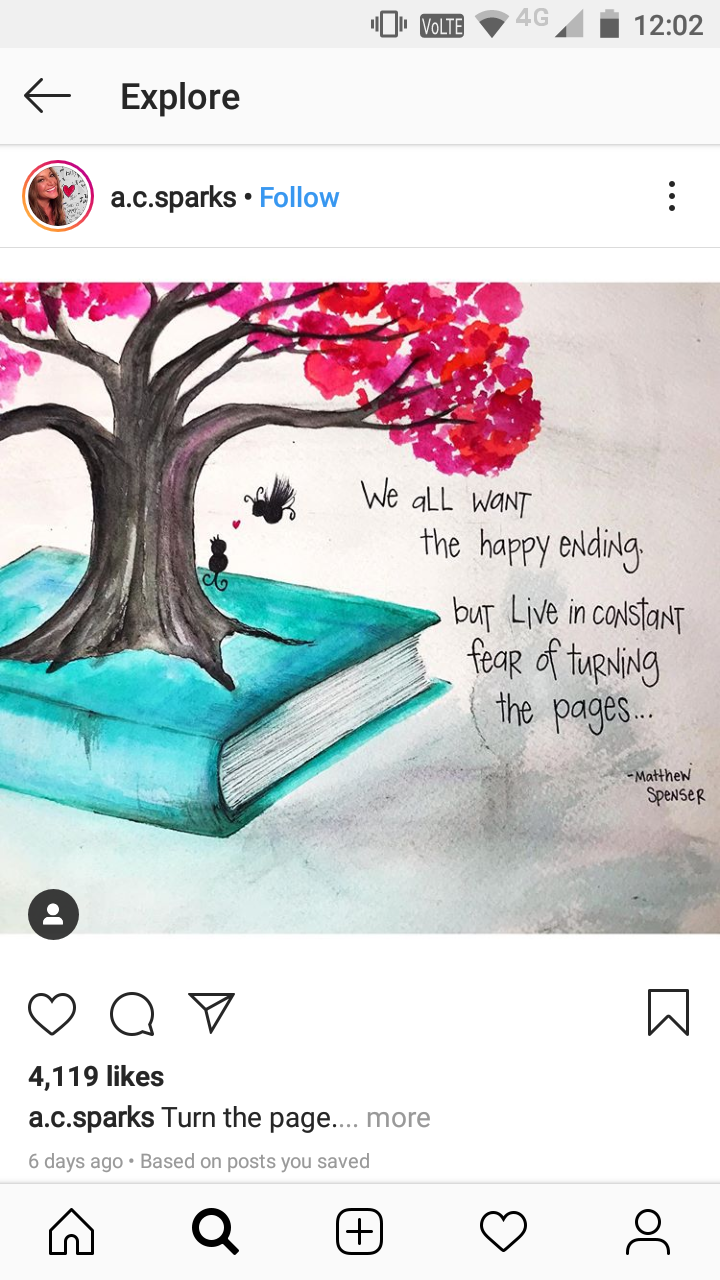 VoLTE 4G 12:02
Explore
a.c.sparks • Follow
We all want
the happy ending.
but Live in constant
fear of turning
the pages...
-Matthew
Spenser
4,119 likes
a.c.sparks Turn the page.... more
6 days ago • Based on posts you saved